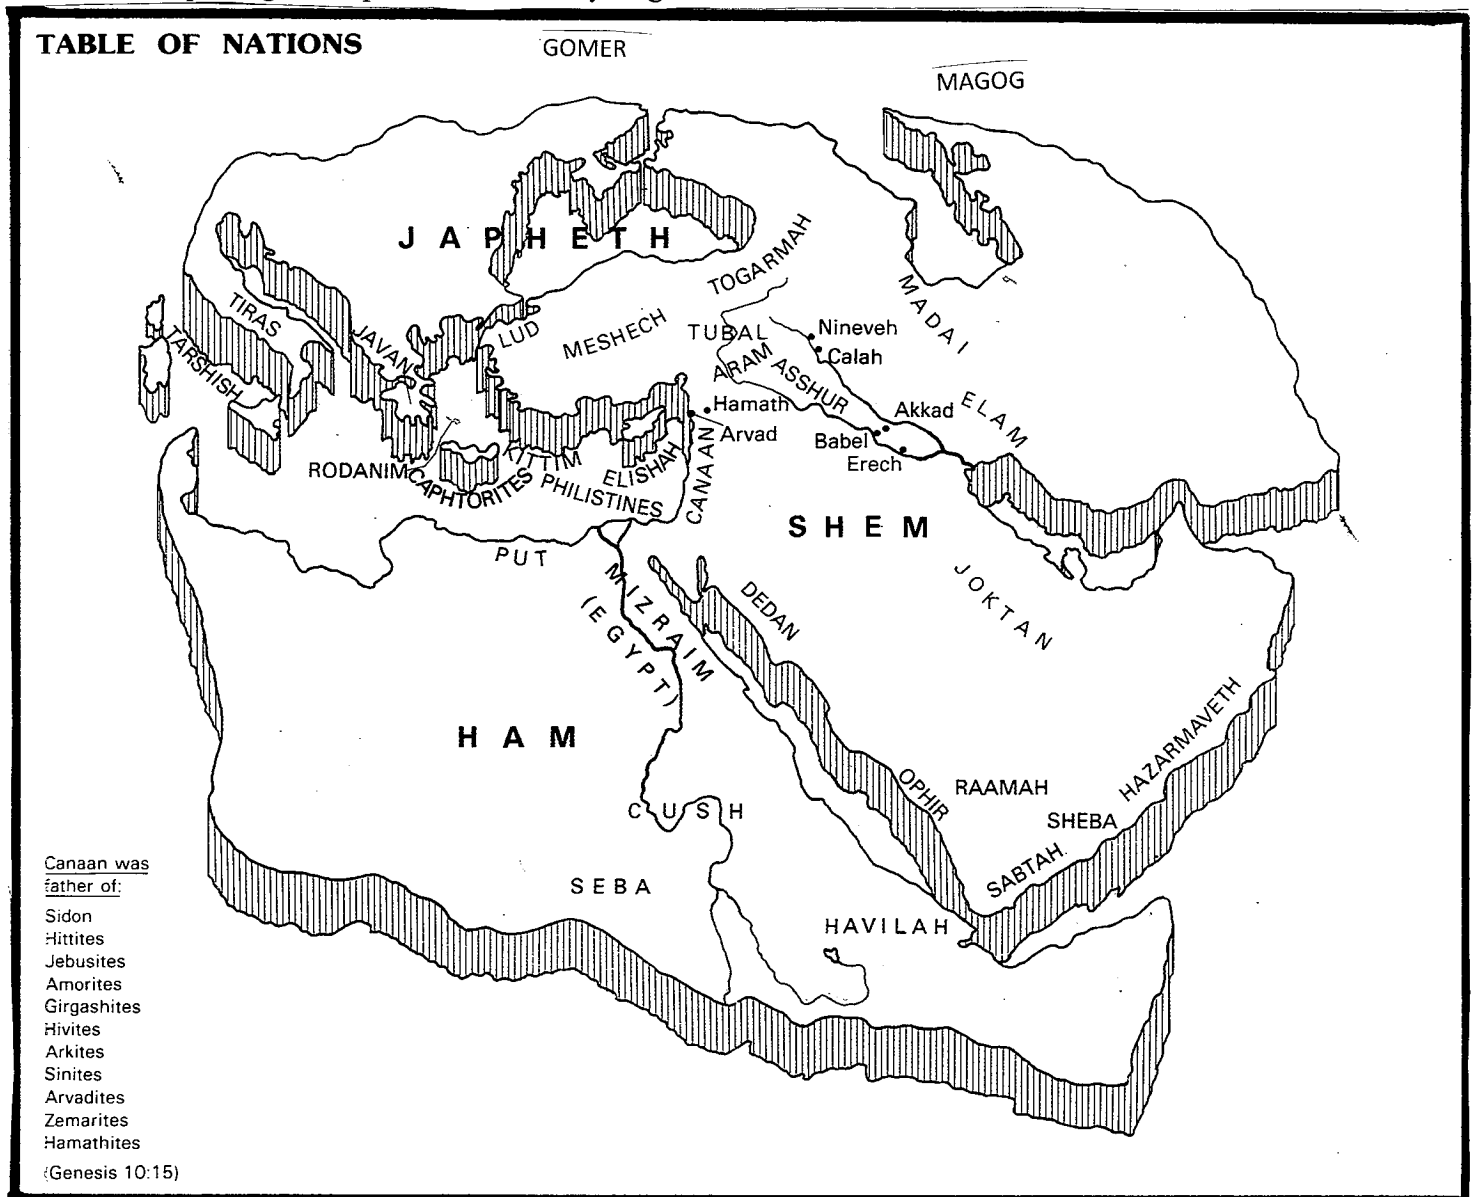 TABLE OF NATIONS
GOMER
MAGOG
JAPHETH
TOGARMAH
MADAI
TIRAS
TARSHISH
JAVAN
LUD
MESHECH
TUBAL
ARAM
ASSHUR
Nineveh
Calah
ELAM
Hamath
Arvad
Akkad
Babel
Erech
RODANIM
CAPHTORITES
KITTIM
ELISHAH
PHILISTINES
CANAAN
SHEM
PUT
MIZRAIM
(EGYPT)
DEDAN
JOKTAN
HAM
CUSH
OPHIR
RAAMAH
HAZARMAVETH
SHEBA
SABTAH
SEBA
HAVILAH
Canaan was
father of:
Sidon
Hittites
Jebusites
Amorites
Girgashites
Hivites
Arkites
Sinites
Arvadites
Zemarites
Hamathites
(Genesis 10:15)